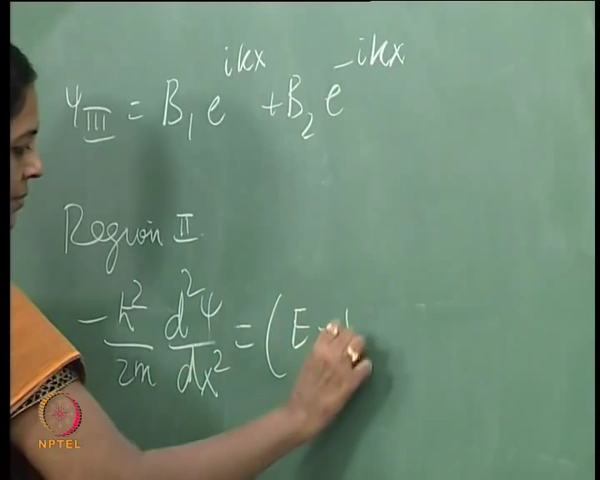 ψ_III = B₁ e^{ikx} + B₂ e^{-ikx}
Region II.
-ħ²/2m d²ψ/dx² = (E -
NPTEL